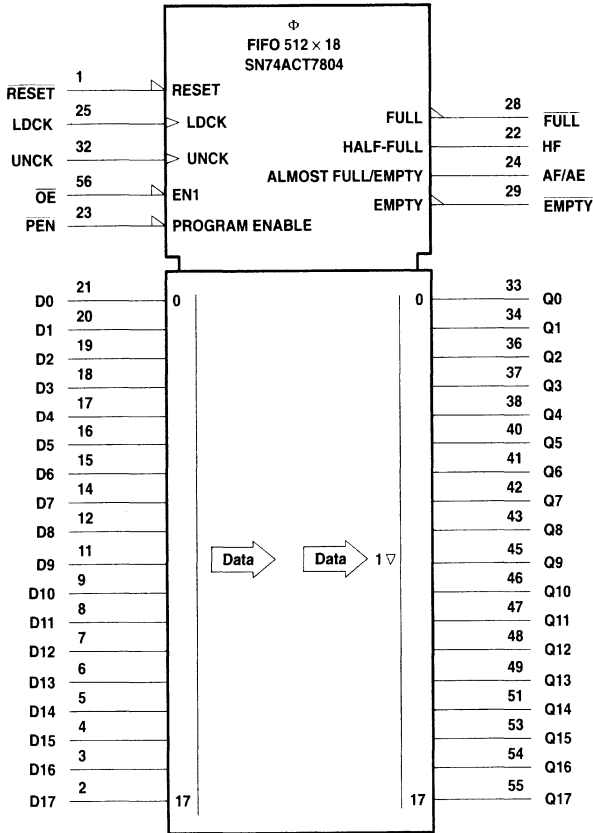 Φ
FIFO 512 × 18
SN74ACT7804
R̅E̅S̅E̅T̅ 1 RESET
LDCK 25 LDCK
UNCK 32 UNCK
O̅E̅ 56 EN1
P̅E̅N̅ 23 PROGRAM ENABLE
FULL 28 F̅U̅L̅L̅
HALF-FULL 22 HF
ALMOST FULL/EMPTY 24 AF/AE
EMPTY 29 E̅M̅P̅T̅Y̅
D0 21 0
D1 20
D2 19
D3 18
D4 17
D5 16
D6 15
D7 14
D8 12
D9 11
D10 9
D11 8
D12 7
D13 6
D14 5
D15 4
D16 3
D17 2 17
Data Data 1 ▽
0 33 Q0
34 Q1
36 Q2
37 Q3
38 Q4
40 Q5
41 Q6
42 Q7
43 Q8
45 Q9
46 Q10
47 Q11
48 Q12
49 Q13
51 Q14
53 Q15
54 Q16
17 55 Q17